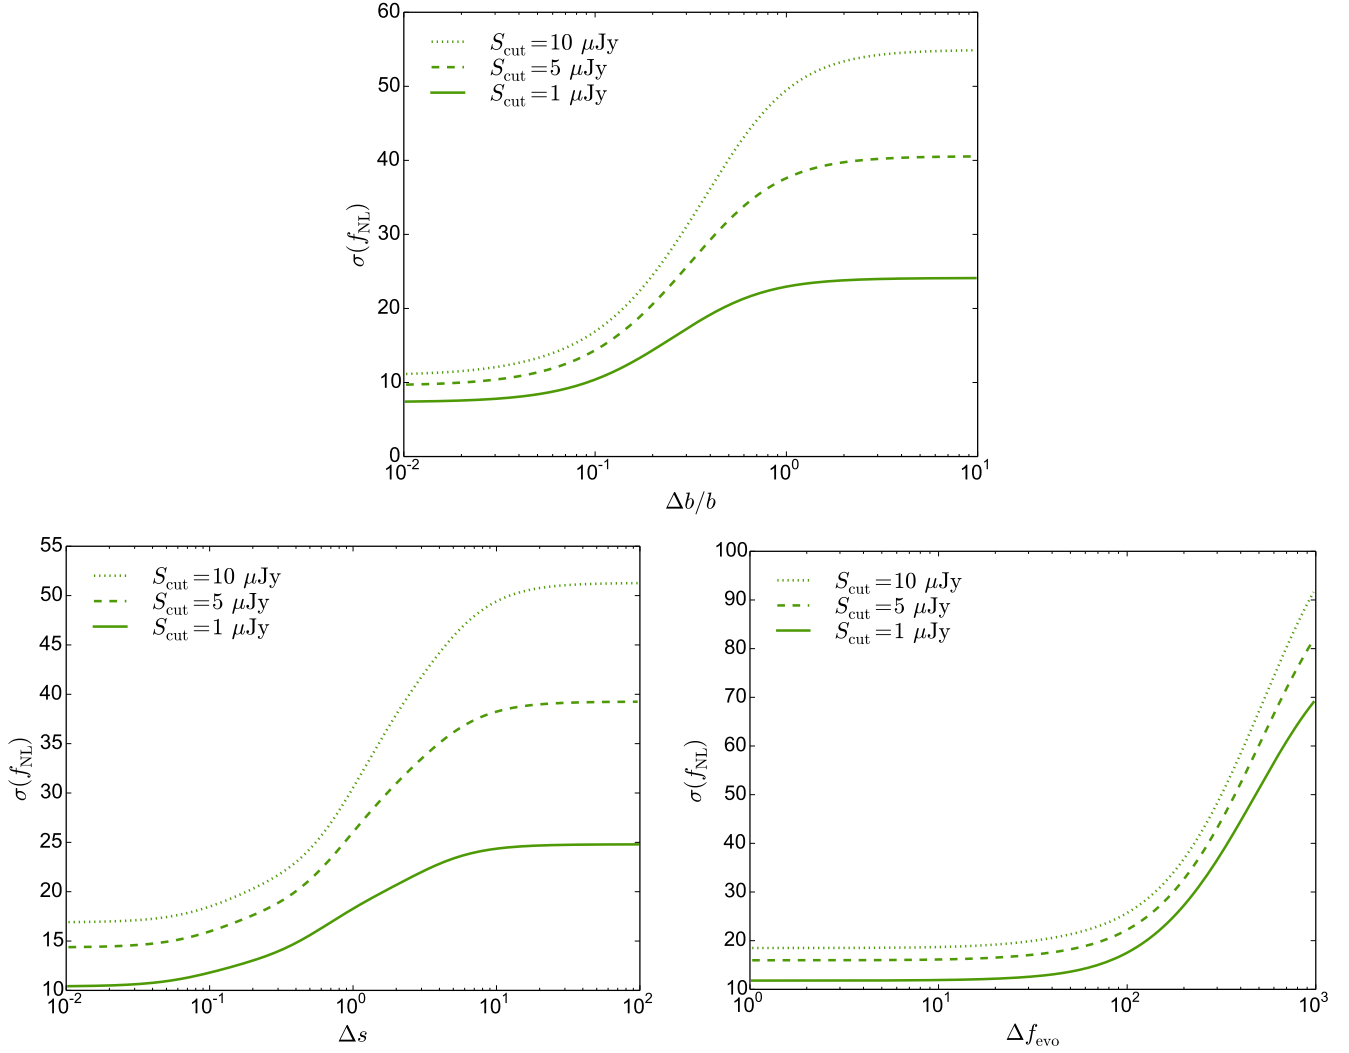 60
50
40
30
20
10
0
σ(f_NL)
S_cut=10 μJy
S_cut=5 μJy
S_cut=1 μJy
10^-2 10^-1 10^0 10^1
Δb/b
55
50
45
40
35
30
25
20
15
10
σ(f_NL)
S_cut=10 μJy
S_cut=5 μJy
S_cut=1 μJy
10^-2 10^-1 10^0 10^1 10^2
Δs
100
90
80
70
60
50
40
30
20
10
σ(f_NL)
S_cut=10 μJy
S_cut=5 μJy
S_cut=1 μJy
10^0 10^1 10^2 10^3
Δf_evo